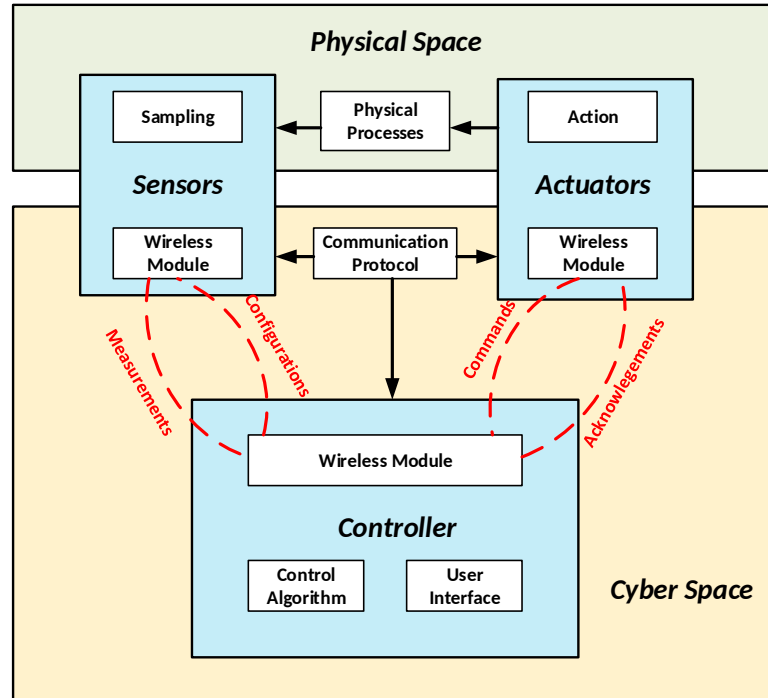 Physical Space
Sampling
Physical
Processes
Action
Sensors
Actuators
Wireless
Module
Communication
Protocol
Wireless
Module
Measurements
Configurations
Commands
Acknowlegements
Wireless Module
Controller
Control
Algorithm
User
Interface
Cyber Space